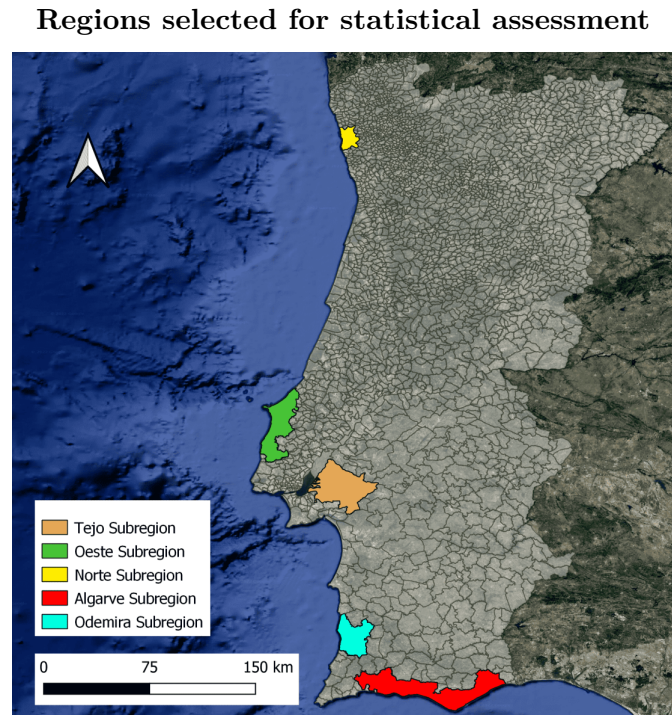 Regions selected for statistical assessment
Tejo Subregion
Oeste Subregion
Norte Subregion
Algarve Subregion
Odemira Subregion
0 75 150 km